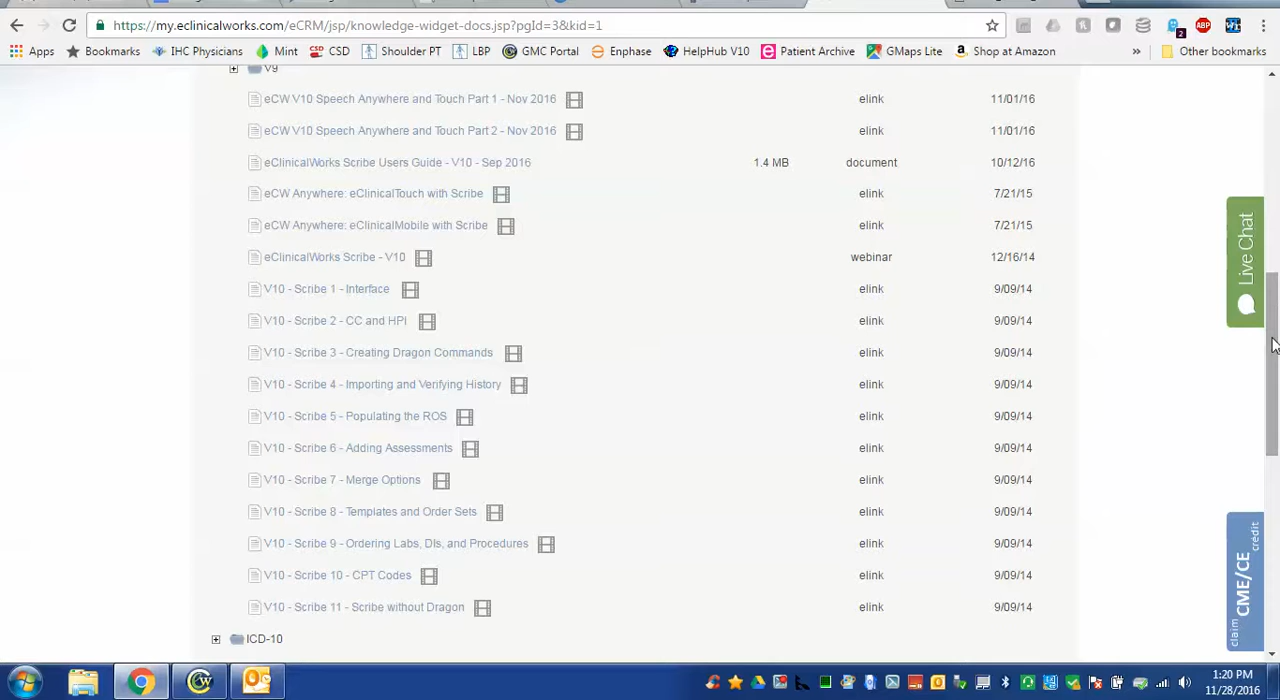 https://my.eclinicalworks.com/eCRM/jsp/knowledge-widget-docs.jsp?pgId=3&kid=1
2
Apps Bookmarks IHC Physicians Mint CSD Shoulder PT LBP GMC Portal Enphase HelpHub V10 Patient Archive GMaps Lite Shop at Amazon » Other bookmarks
V9
eCW V10 Speech Anywhere and Touch Part 1 - Nov 2016 elink 11/01/16
eCW V10 Speech Anywhere and Touch Part 2 - Nov 2016 elink 11/01/16
eClinicalWorks Scribe Users Guide - V10 - Sep 2016 1.4 MB document 10/12/16
eCW Anywhere: eClinicalTouch with Scribe elink 7/21/15
eCW Anywhere: eClinicalMobile with Scribe elink 7/21/15
eClinicalWorks Scribe - V10 webinar 12/16/14
V10 - Scribe 1 - Interface elink 9/09/14
V10 - Scribe 2 - CC and HPI elink 9/09/14
V10 - Scribe 3 - Creating Dragon Commands elink 9/09/14
V10 - Scribe 4 - Importing and Verifying History elink 9/09/14
V10 - Scribe 5 - Populating the ROS elink 9/09/14
V10 - Scribe 6 - Adding Assessments elink 9/09/14
V10 - Scribe 7 - Merge Options elink 9/09/14
V10 - Scribe 8 - Templates and Order Sets elink 9/09/14
V10 - Scribe 9 - Ordering Labs, DIs, and Procedures elink 9/09/14
V10 - Scribe 10 - CPT Codes elink 9/09/14
V10 - Scribe 11 - Scribe without Dragon elink 9/09/14
ICD-10
Live Chat
claim CME/CE credit
1:20 PM
11/28/2016